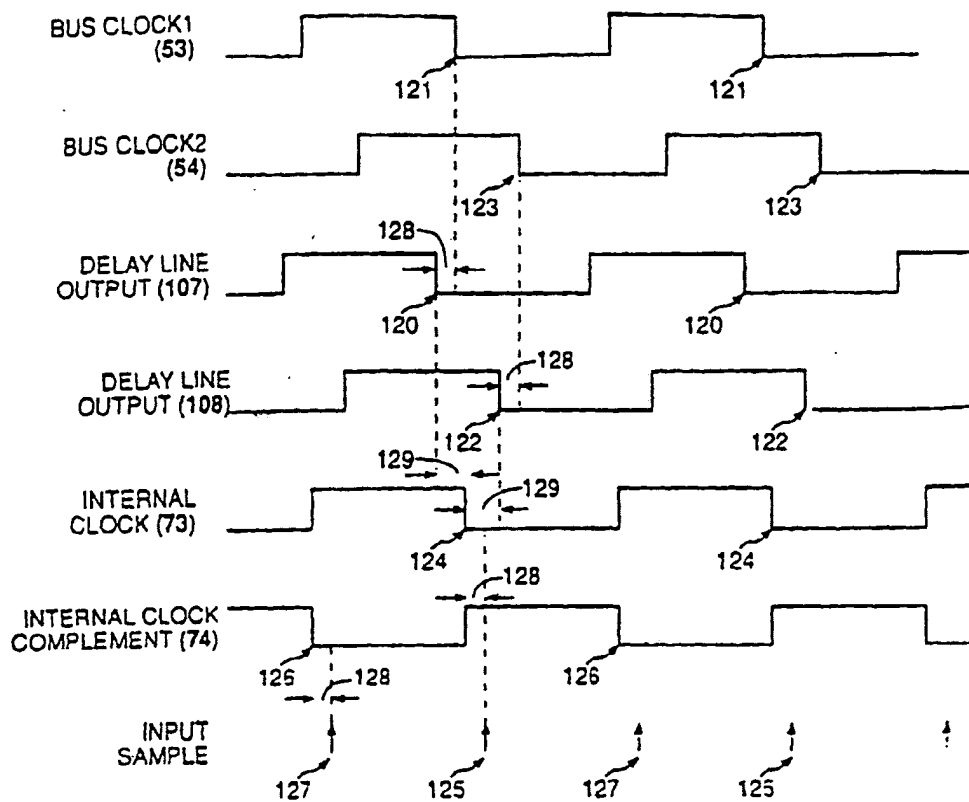 BUS CLOCK1
(53)
121
121
BUS CLOCK2
(54)
123
123
128
DELAY LINE
OUTPUT (107)
120
120
128
DELAY LINE
OUTPUT (108)
122
122
129
129
INTERNAL
CLOCK (73)
124
124
128
INTERNAL CLOCK
COMPLEMENT (74)
126
128
126
INPUT
SAMPLE
127
125
127
125